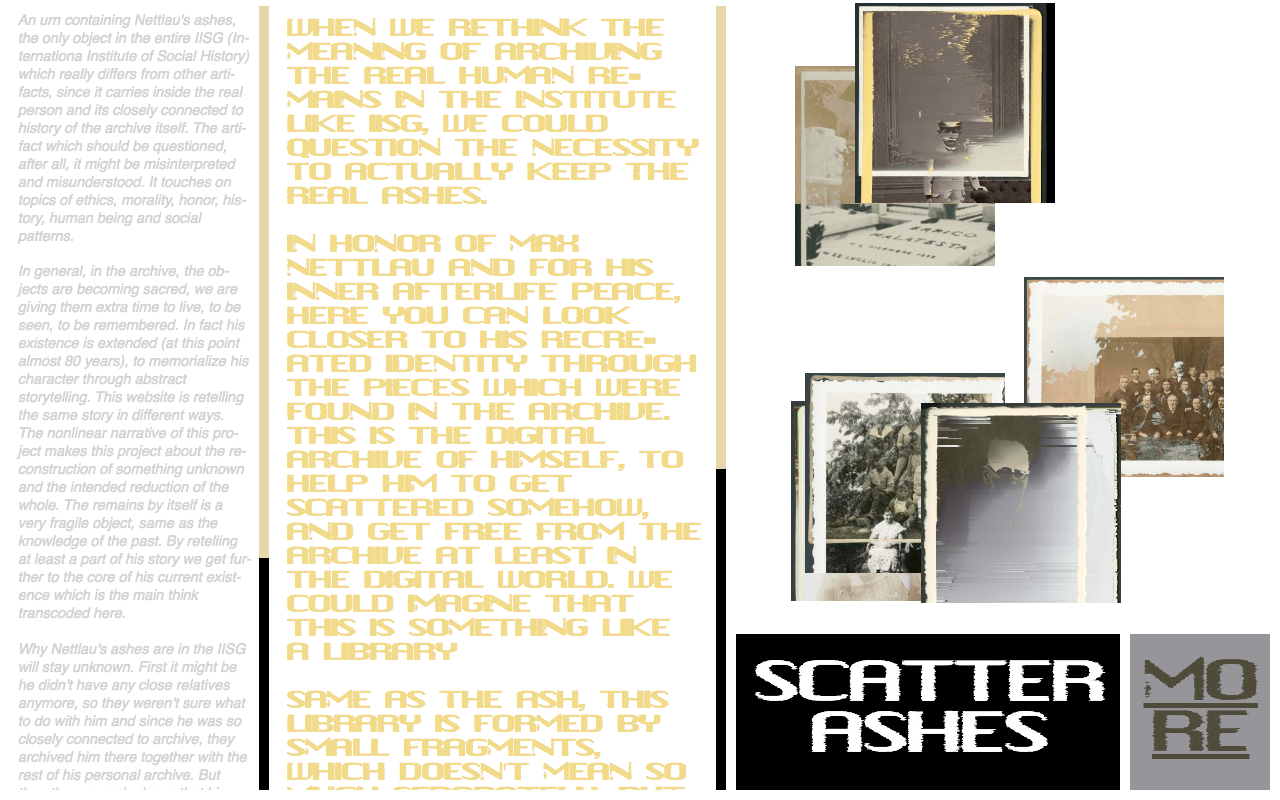 An urn containing Nettlau's ashes,
the only object in the entire IISG (In-
ternationa Institute of Social History)
which really differs from other arti-
facts, since it carries inside the real
person and its closely connected to
history of the archive itself. The arti-
fact which should be questioned,
after all, it might be misinterpreted
and misunderstood. It touches on
topics of ethics, morality, honor, his-
tory, human being and social
patterns.
In general, in the archive, the ob-
jects are becoming sacred, we are
giving them extra time to live, to be
seen, to be remembered. In fact his
existence is extended (at this point
almost 80 years), to memorialize his
character through abstract
storytelling. This website is retelling
the same story in different ways.
The nonlinear narrative of this pro-
ject makes this project about the re-
construction of something unknown
and the intended reduction of the
whole. The remains by itself is a
very fragile object, same as the
knowledge of the past. By retelling
at least a part of his story we get fur-
ther to the core of his current exist-
ence which is the main think
transcoded here.
Why Nettlau's ashes are in the IISG
will stay unknown. First it might be
he didn't have any close relatives
anymore, so they weren't sure what
to do with him and since he was so
closely connected to archive, they
archived him there together with the
rest of his personal archive. But
WHEN WE RETHINK THE
MEANING OF ARCHIVING
THE REAL HUMAN RE-
MAINS IN THE INSTITUTE
LIKE IISG, WE COULD
QUESTION THE NECESSITY
TO ACTUALLY KEEP THE
REAL ASHES.
IN HONOR OF MAX
NETTLAU AND FOR HIS
INNER AFTERLIFE PEACE,
HERE YOU CAN LOOK
CLOSER TO HIS RECRE-
ATED IDENTITY THROUGH
THE PIECES WHICH WERE
FOUND IN THE ARCHIVE.
THIS IS THE DIGITAL
ARCHIVE OF HIMSELF, TO
HELP HIM TO GET
SCATTERED SOMEHOW,
AND GET FREE FROM THE
ARCHIVE AT LEAST IN
THE DIGITAL WORLD. WE
COULD IMAGINE THAT
THIS IS SOMETHING LIKE
A LIBRARY
SAME AS THE ASH, THIS
LIBRARY IS FORMED BY
SMALL FRAGMENTS,
WHICH DOESN'T MEAN SO
ERRICO
MALATESTA
SCATTER
ASHES
MO
RE